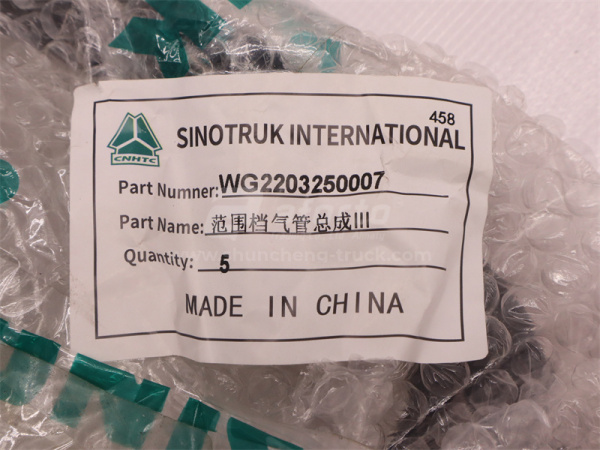 458
CNHTC
SINOTRUK INTERNATIONAL
Part Numner: WG2203250007
Part Name: 范围档气管总成III
Quantity: 5
MADE IN CHINA